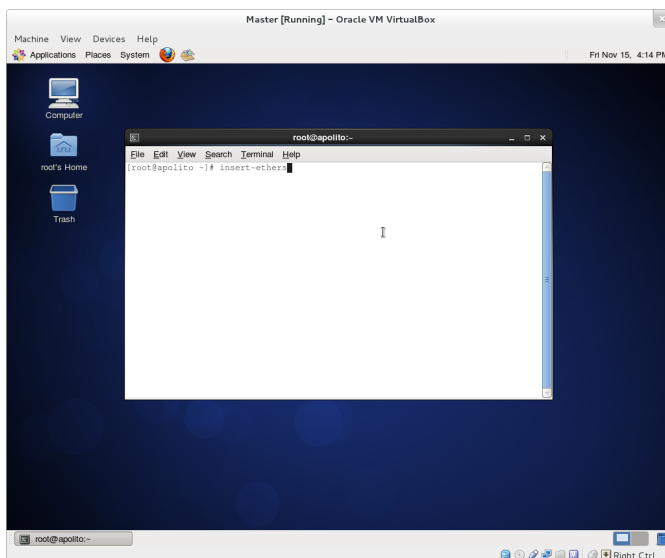 Master [Running] - Oracle VM VirtualBox
Machine View Devices Help
Applications Places System
Fri Nov 15, 4:14 PM
Computer
root's Home
Trash
root@apolito:~
File Edit View Search Terminal Help
[root@apolito ~]# insert-ethers
root@apolito:~
Right Ctrl